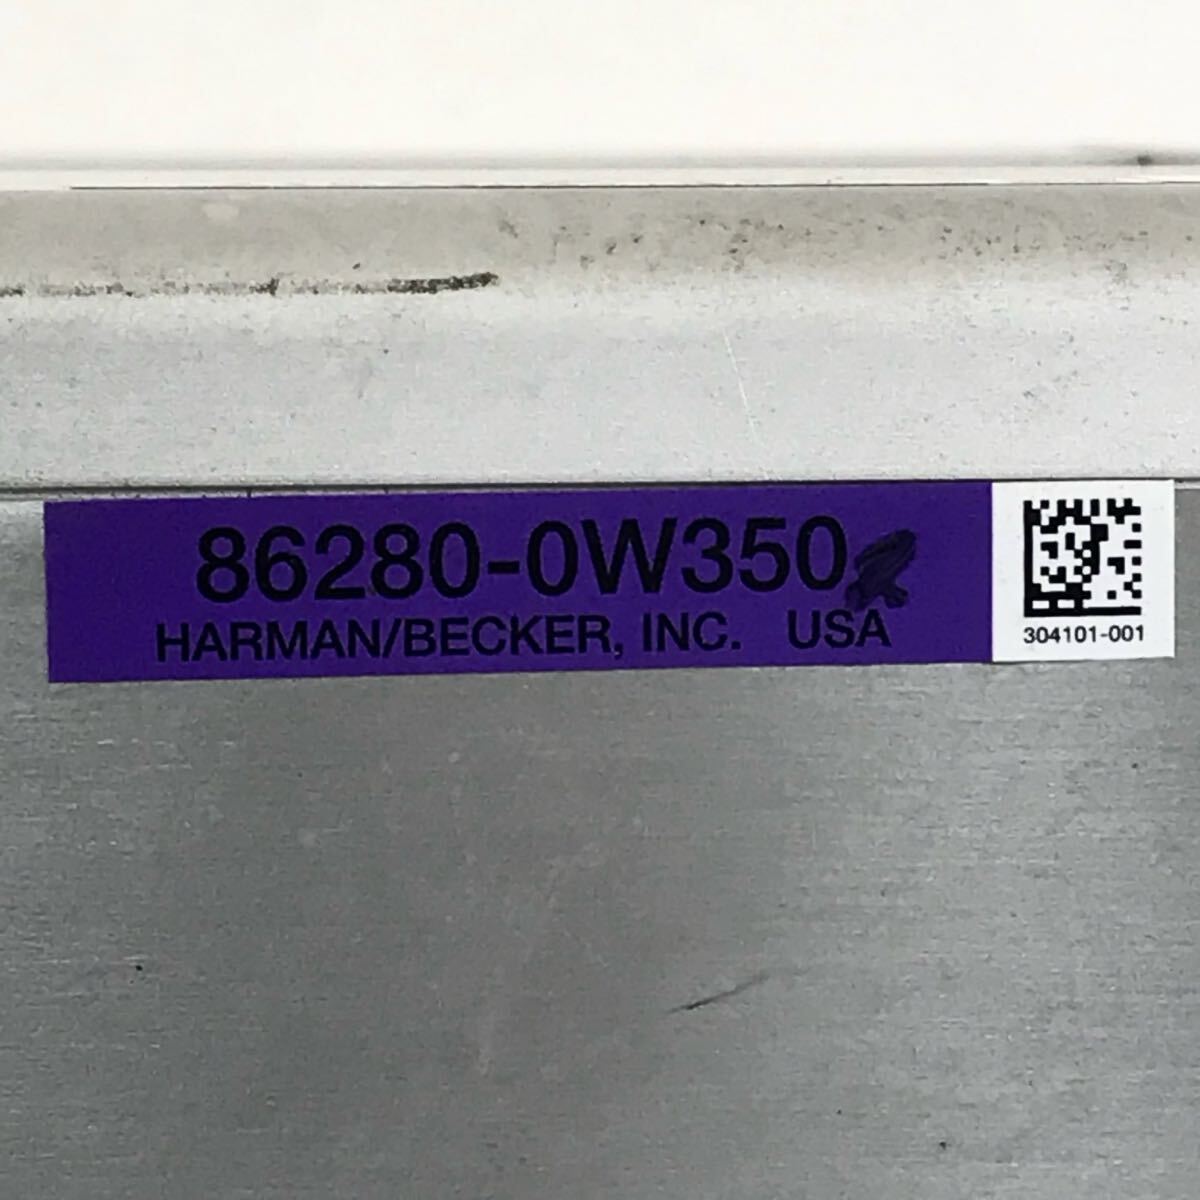 86280-0W350
HARMAN/BECKER, INC. USA
304101-001